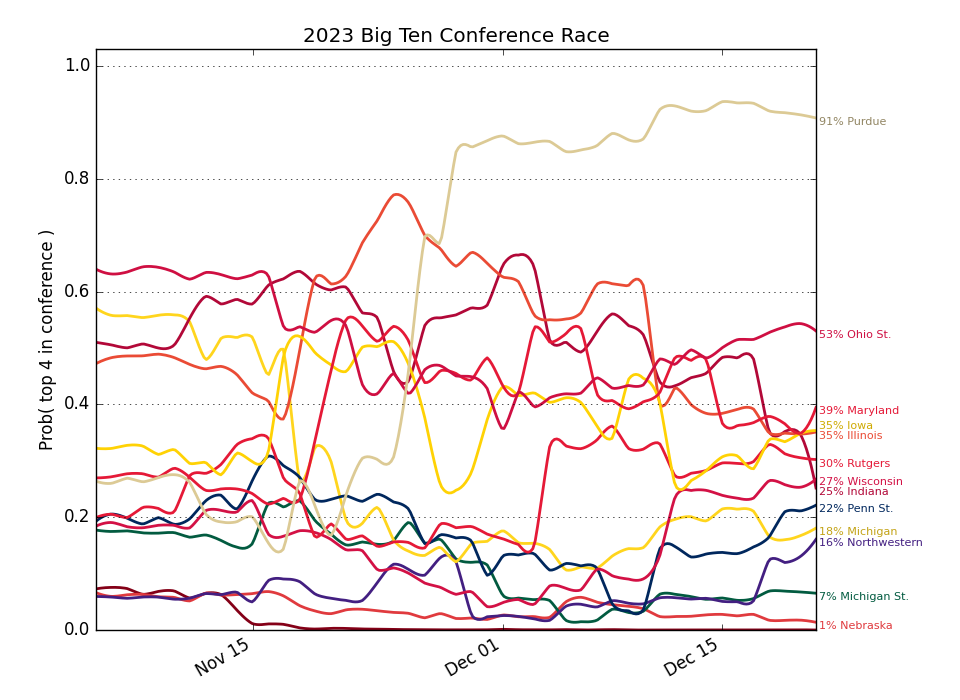 2023 Big Ten Conference Race
Prob( top 4 in conference )
1.0
0.8
0.6
0.4
0.2
0.0
Nov 15
Dec 01
Dec 15
91% Purdue
53% Ohio St.
39% Maryland
35% Iowa
35% Illinois
30% Rutgers
27% Wisconsin
25% Indiana
22% Penn St.
18% Michigan
16% Northwestern
7% Michigan St.
1% Nebraska